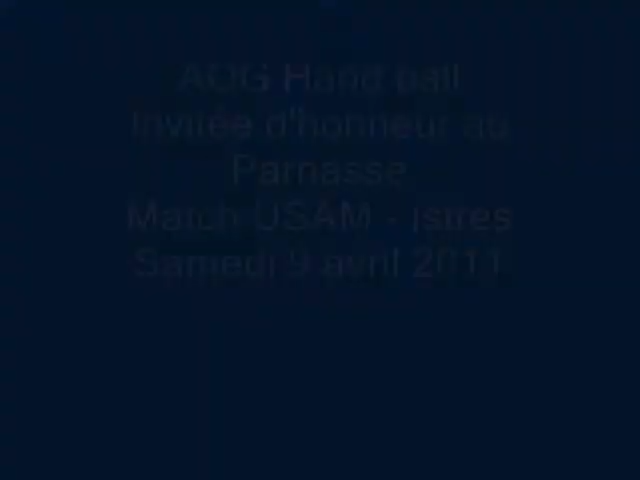 AOG Hand ball
Invitée d'honneur au
Parnasse
Match USAM - Istres
Samedi 9 avril 2011